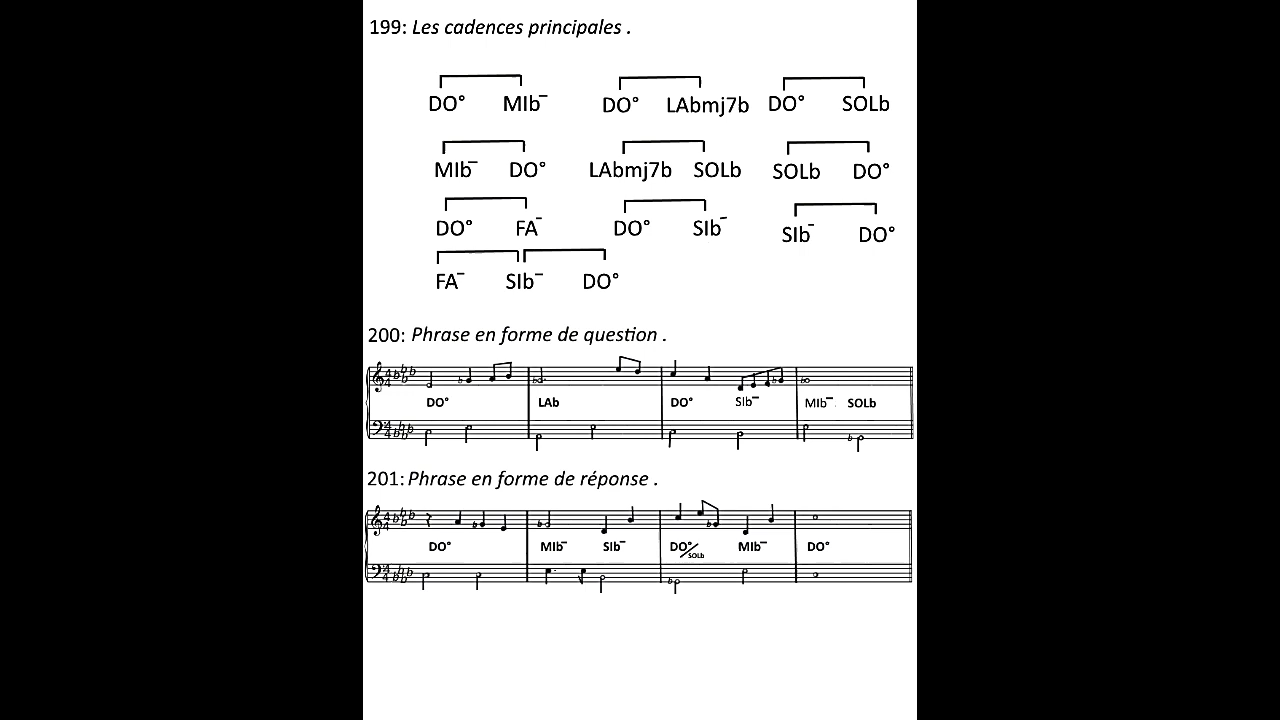 199: Les cadences principales .
DO° MIb‾ DO° LAbmj7b DO° SOLb
MIb‾ DO° LAbmj7b SOLb SOLb DO°
DO° FA‾ DO° SIb‾ SIb‾ DO°
FA‾ SIb‾ DO°
200: Phrase en forme de question .
DO° LAb DO° SIb‾ MIb‾ SOLb
201: Phrase en forme de réponse .
DO° MIb‾ SIb‾ DO°/SOLb MIb‾ DO°